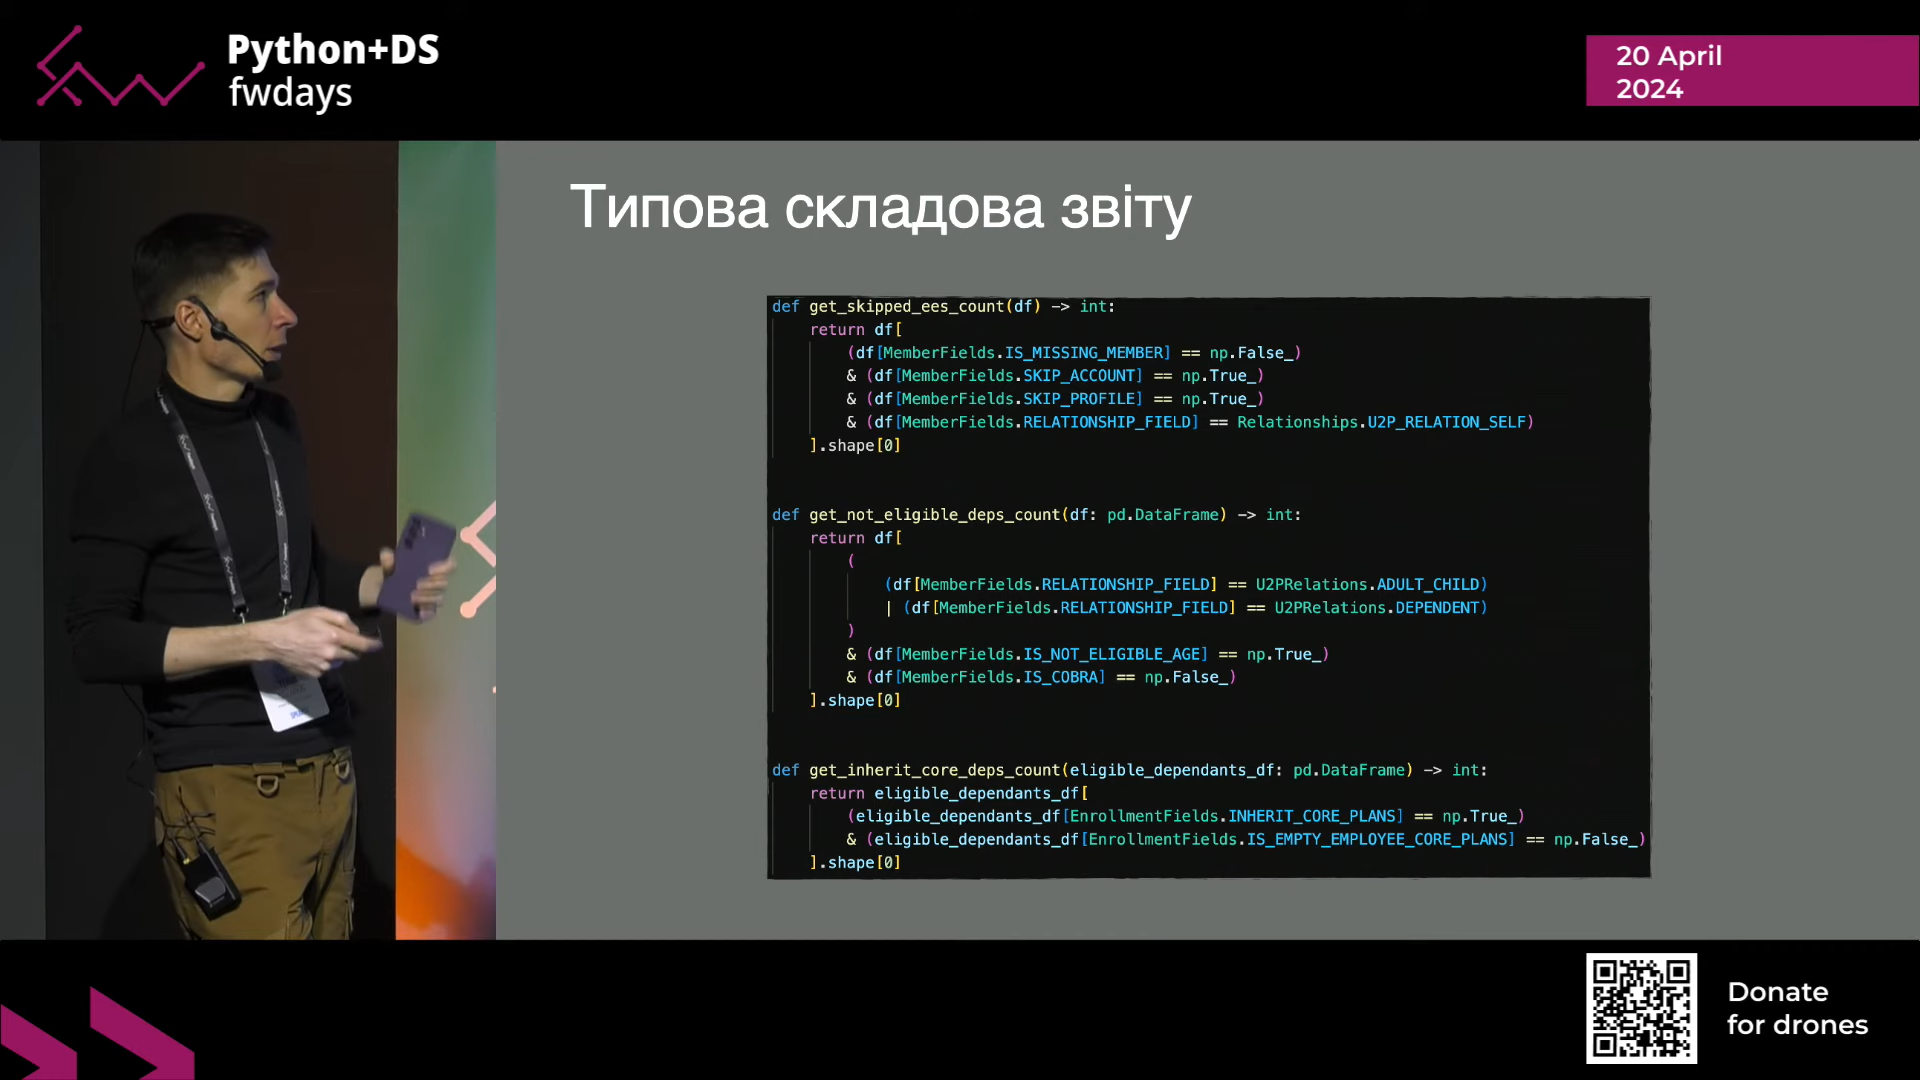 Python+DS
fwdays
20 April
2024
Типова складова звіту
def get_skipped_ees_count(df) -> int:
    return df[
        (df[MemberFields.IS_MISSING_MEMBER] == np.False_)
        & (df[MemberFields.SKIP_ACCOUNT] == np.True_)
        & (df[MemberFields.SKIP_PROFILE] == np.True_)
        & (df[MemberFields.RELATIONSHIP_FIELD] == Relationships.U2P_RELATION_SELF)
    ].shape[0]
def get_not_eligible_deps_count(df: pd.DataFrame) -> int:
    return df[
        (
            (df[MemberFields.RELATIONSHIP_FIELD] == U2PRelations.ADULT_CHILD)
            | (df[MemberFields.RELATIONSHIP_FIELD] == U2PRelations.DEPENDENT)
        )
        & (df[MemberFields.IS_NOT_ELIGIBLE_AGE] == np.True_)
        & (df[MemberFields.IS_COBRA] == np.False_)
    ].shape[0]
def get_inherit_core_deps_count(eligible_dependants_df: pd.DataFrame) -> int:
    return eligible_dependants_df[
        (eligible_dependants_df[EnrollmentFields.INHERIT_CORE_PLANS] == np.True_)
        & (eligible_dependants_df[EnrollmentFields.IS_EMPTY_EMPLOYEE_CORE_PLANS] == np.False_)
    ].shape[0]
Donate
for drones